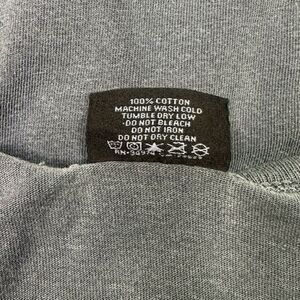 100% COTTON
MACHINE WASH COLD
TUMBLE DRY LOW
DO NOT BLEACH
DO NOT IRON
DO NOT DRY CLEAN